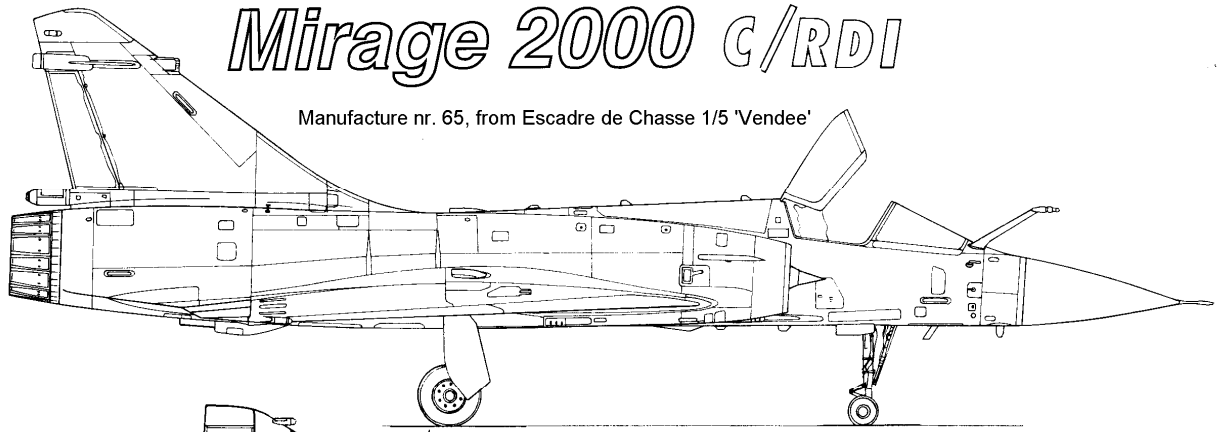 Mirage 2000 C/RDI
Manufacture nr. 65, from Escadre de Chasse 1/5 'Vendee'